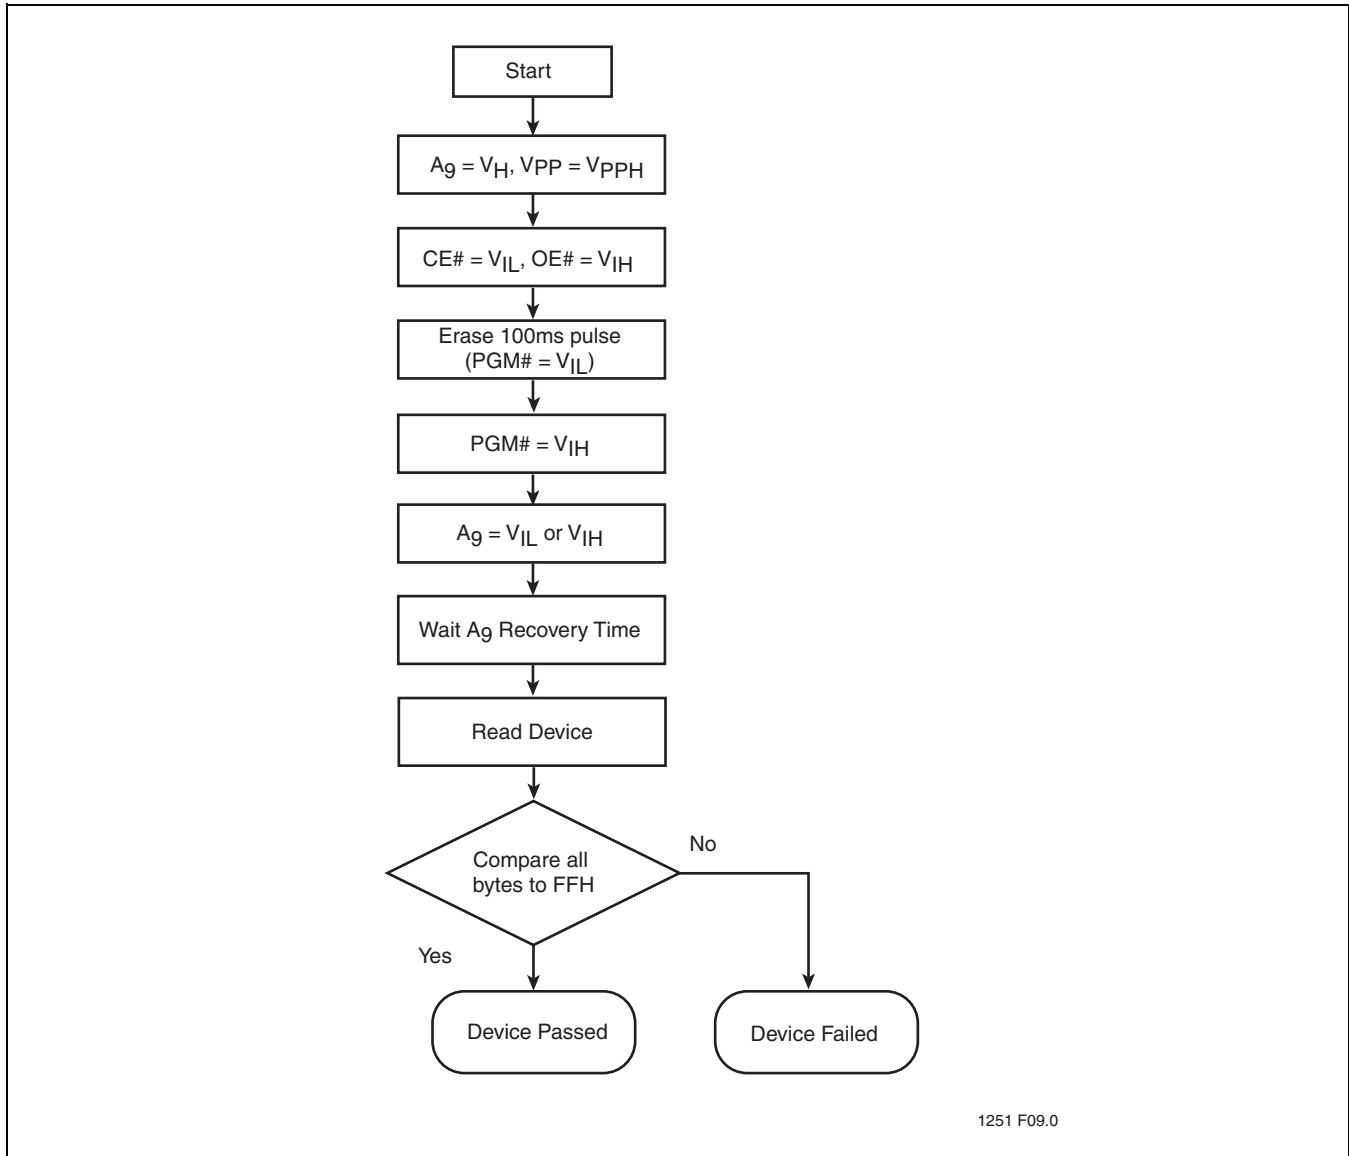 Start
A9 = VH, VPP = VPPH
CE# = VIL, OE# = VIH
Erase 100ms pulse
(PGM# = VIL)
PGM# = VIH
A9 = VIL or VIH
Wait A9 Recovery Time
Read Device
Compare all
bytes to FFH
No
Yes
Device Passed
Device Failed
1251 F09.0